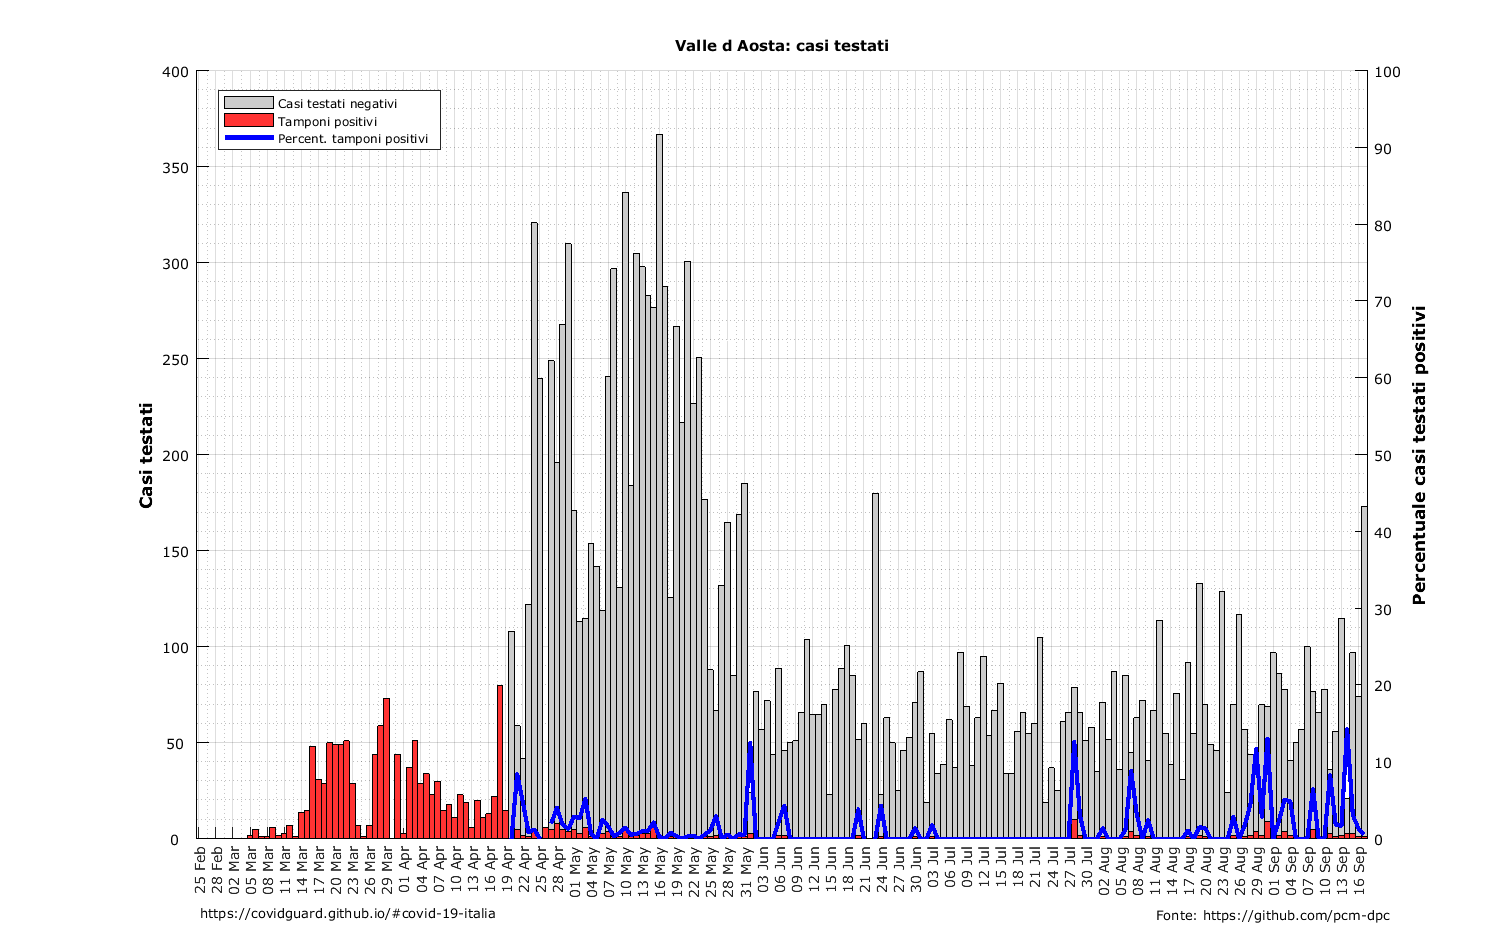 Valle d Aosta: casi testati
Casi testati negativi
Tamponi positivi
Percent. tamponi positivi
Casi testati
400
350
300
250
200
150
100
50
0
100
90
80
70
60
50
40
30
20
10
0
Percentuale casi testati positivi
25 Feb
28 Feb
02 Mar
05 Mar
08 Mar
11 Mar
14 Mar
17 Mar
20 Mar
23 Mar
26 Mar
29 Mar
01 Apr
04 Apr
07 Apr
10 Apr
13 Apr
16 Apr
19 Apr
22 Apr
25 Apr
28 Apr
01 May
04 May
07 May
10 May
13 May
16 May
19 May
22 May
25 May
28 May
31 May
03 Jun
06 Jun
09 Jun
12 Jun
15 Jun
18 Jun
21 Jun
24 Jun
27 Jun
30 Jun
03 Jul
06 Jul
09 Jul
12 Jul
15 Jul
18 Jul
21 Jul
24 Jul
27 Jul
30 Jul
02 Aug
05 Aug
08 Aug
11 Aug
14 Aug
17 Aug
20 Aug
23 Aug
26 Aug
29 Aug
01 Sep
04 Sep
07 Sep
10 Sep
13 Sep
16 Sep
https://covidguard.github.io/#covid-19-italia
Fonte: https://github.com/pcm-dpc